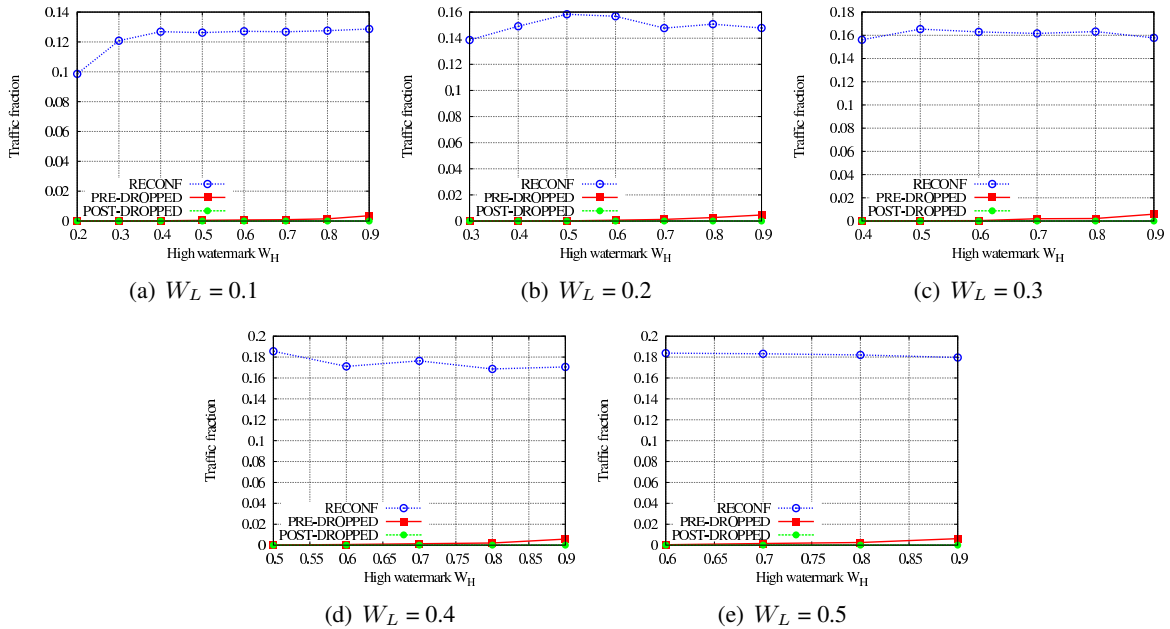 0.14
0.12
0.1
0.08
0.06
0.04
0.02
0
Traffic fraction
RECONF
PRE-DROPPED
POST-DROPPED
0.2 0.3 0.4 0.5 0.6 0.7 0.8 0.9
High watermark W_H
(a) W_L = 0.1
0.16
0.14
0.12
0.1
0.08
0.06
0.04
0.02
0
Traffic fraction
RECONF
PRE-DROPPED
POST-DROPPED
0.3 0.4 0.5 0.6 0.7 0.8 0.9
High watermark W_H
(b) W_L = 0.2
0.18
0.16
0.14
0.12
0.1
0.08
0.06
0.04
0.02
0
Traffic fraction
RECONF
PRE-DROPPED
POST-DROPPED
0.4 0.5 0.6 0.7 0.8 0.9
High watermark W_H
(c) W_L = 0.3
0.2
0.18
0.16
0.14
0.12
0.1
0.08
0.06
0.04
0.02
0
Traffic fraction
RECONF
PRE-DROPPED
POST-DROPPED
0.5 0.55 0.6 0.65 0.7 0.75 0.8 0.85 0.9
High watermark W_H
(d) W_L = 0.4
0.2
0.18
0.16
0.14
0.12
0.1
0.08
0.06
0.04
0.02
0
Traffic fraction
RECONF
PRE-DROPPED
POST-DROPPED
0.6 0.65 0.7 0.75 0.8 0.85 0.9
High watermark W_H
(e) W_L = 0.5